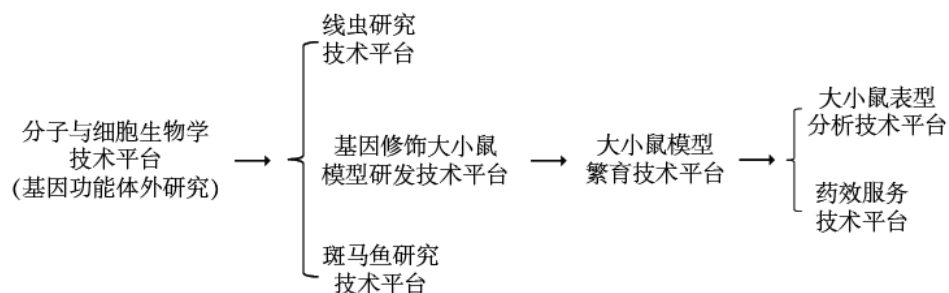 分子与细胞生物学
技术平台
(基因功能体外研究)
线虫研究
技术平台
基因修饰大小鼠
模型研发技术平台
斑马鱼研究
技术平台
大小鼠模型
繁育技术平台
大小鼠表型
分析技术平台
药效服务
技术平台